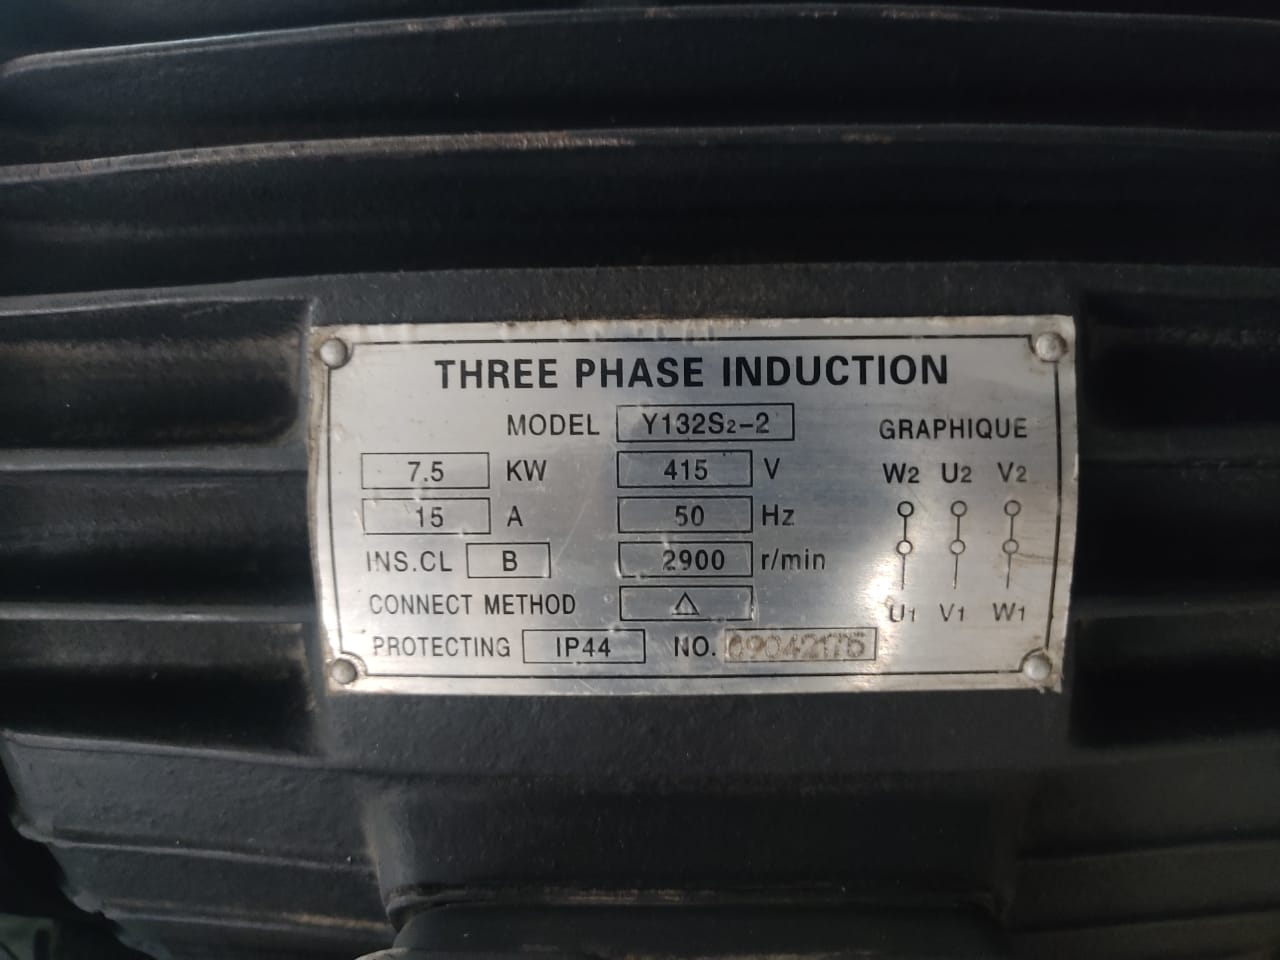 THREE PHASE INDUCTION
MODEL Y132S2-2
GRAPHIQUE
7.5 KW 415 V
W2 U2 V2
15 A 50 Hz
INS.CL B 2900 r/min
CONNECT METHOD △
U1 V1 W1
PROTECTING IP44 NO. 09042175